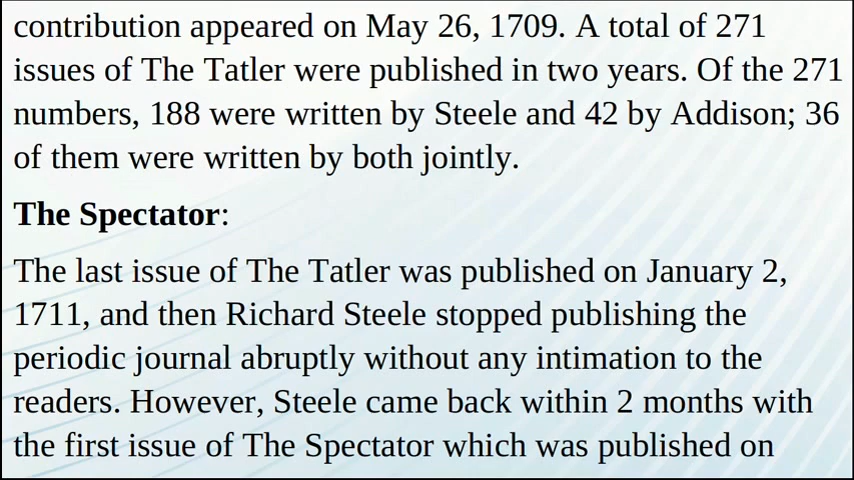 contribution appeared on May 26, 1709. A total of 271
issues of The Tatler were published in two years. Of the 271
numbers, 188 were written by Steele and 42 by Addison; 36
of them were written by both jointly.
The Spectator:
The last issue of The Tatler was published on January 2,
1711, and then Richard Steele stopped publishing the
periodic journal abruptly without any intimation to the
readers. However, Steele came back within 2 months with
the first issue of The Spectator which was published on